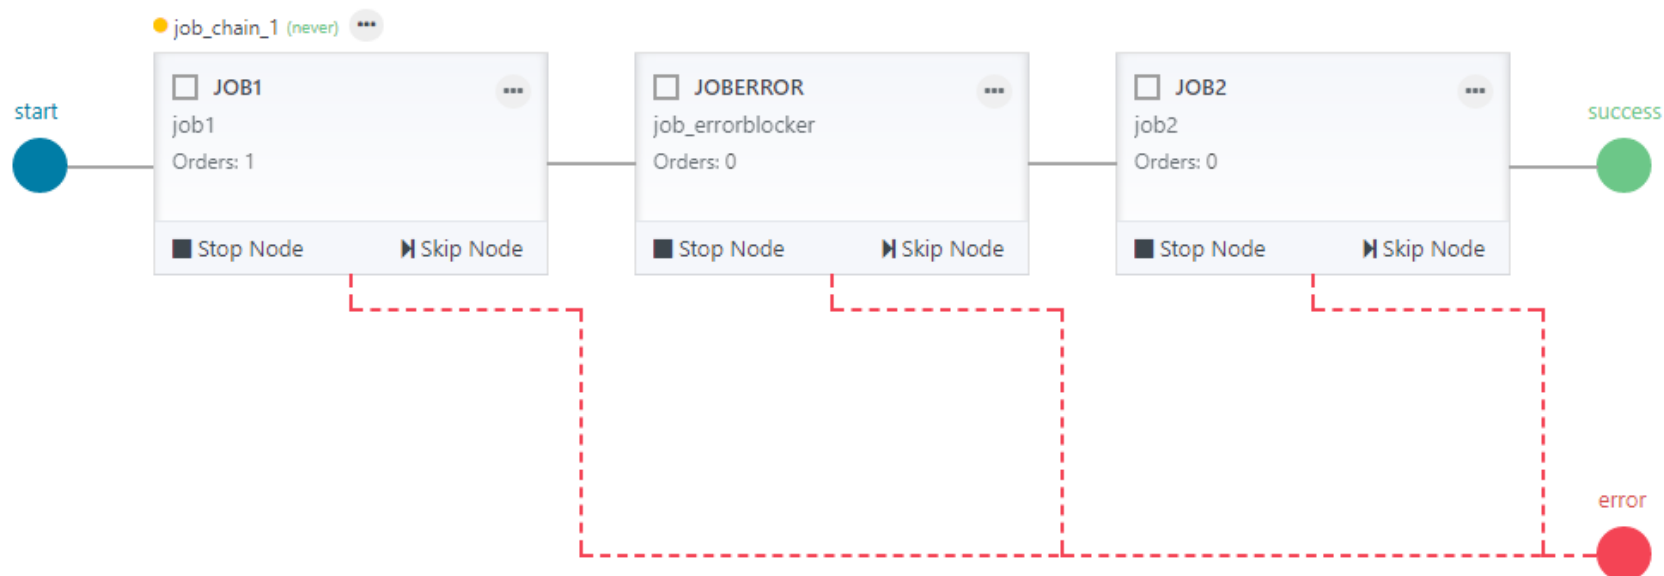 job_chain_1 (never)
start
JOB1
job1
Orders: 1
Stop Node
Skip Node
JOBERROR
job_errorblocker
Orders: 0
Stop Node
Skip Node
JOB2
job2
Orders: 0
Stop Node
Skip Node
success
error